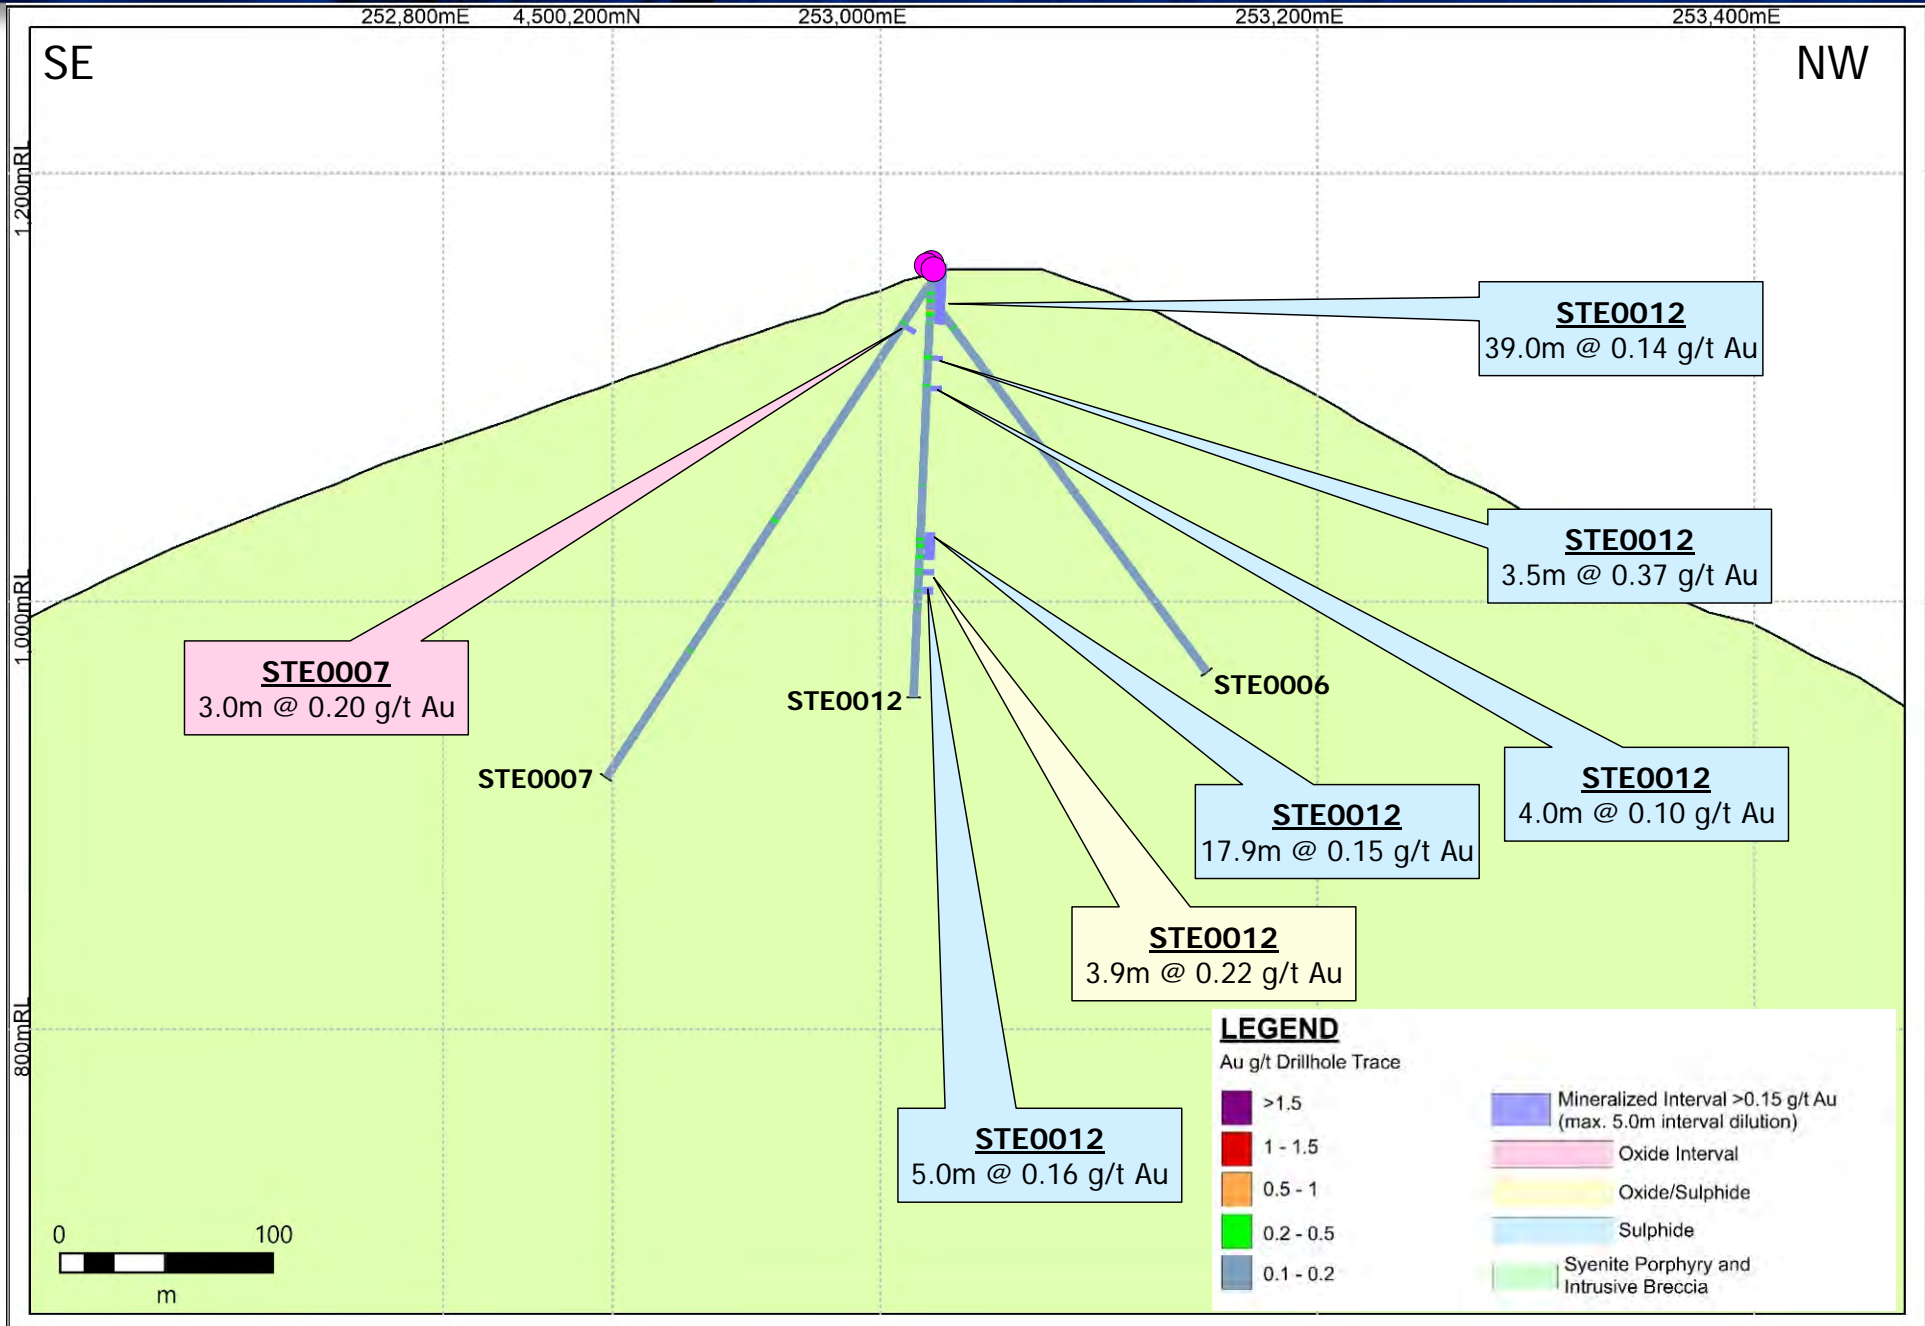 252,800mE 4,500,200mN 253,000mE 253,200mE 253,400mE
SE NW
1,200mRL
1,000mRL
800mRL
STE0012
39.0m @ 0.14 g/t Au
STE0012
3.5m @ 0.37 g/t Au
STE0007
3.0m @ 0.20 g/t Au
STE0012
STE0006
STE0007
STE0012
4.0m @ 0.10 g/t Au
STE0012
17.9m @ 0.15 g/t Au
STE0012
3.9m @ 0.22 g/t Au
STE0012
5.0m @ 0.16 g/t Au
LEGEND
Au g/t Drillhole Trace
>1.5
1 - 1.5
0.5 - 1
0.2 - 0.5
0.1 - 0.2
Mineralized Interval >0.15 g/t Au
(max. 5.0m interval dilution)
Oxide Interval
Oxide/Sulphide
Sulphide
Syenite Porphyry and
Intrusive Breccia
0 100
m